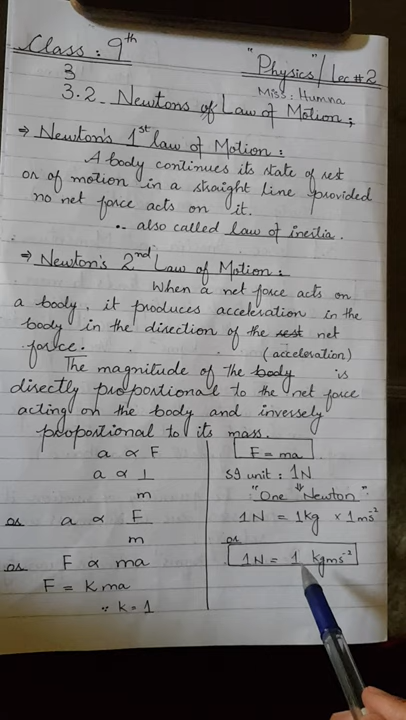 Class : 9th
"Physics"/Lec #2
3
Miss : Humna
3.2 Newtons of Law of Motion ;
⇒ Newton's 1st law of Motion :
A body continues its state of rest
or of motion in a straight line provided
no net force acts on it.
∴ also called law of inertia.
⇒ Newton's 2nd Law of Motion :
When a net force acts on
a body, it produces acceleration in the
body in the direction of the rest net
force.
(acceleration)
The magnitude of the body is
directly propostional to the net force
acting on the body and inversely
propostional to its mass.
a ∝ F
a ∝ 1/m
or a ∝ F/m
or F ∝ ma
F = Kma
∵ k = 1
F = ma
SI unit : 1N
⇓
"One Newton"
1N = 1kg × 1ms⁻²
or
1N = 1 kgms⁻²